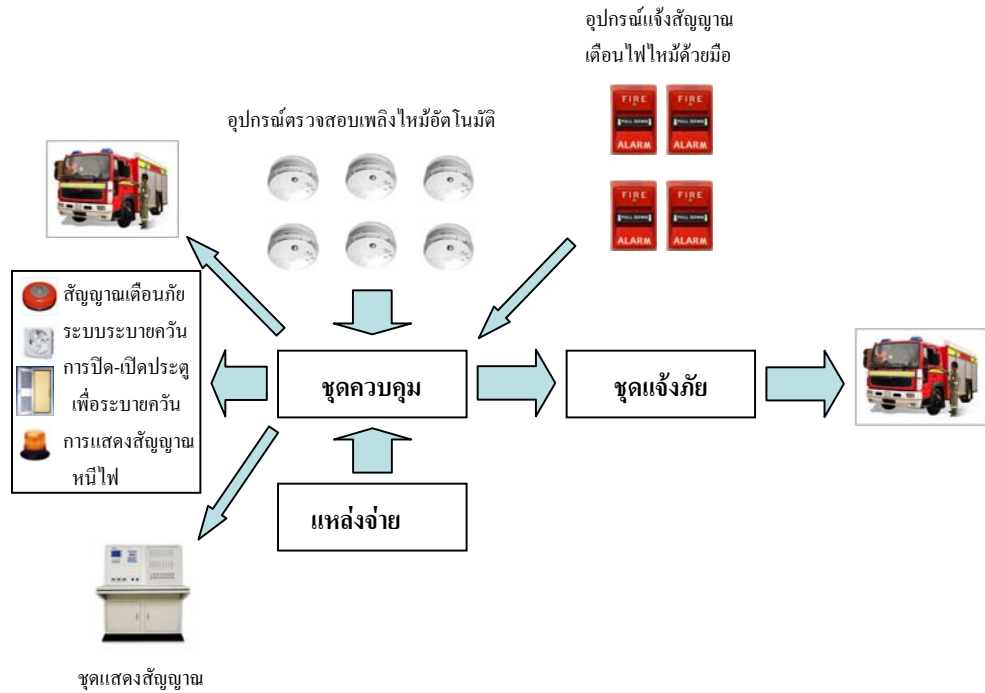 อุปกรณ์แจ้งสัญญาณ
เตือนไฟไหม้ด้วยมือ
FIRE
PULL DOWN
ALARM
FIRE
PULL DOWN
ALARM
อุปกรณ์ตรวจสอบเพลิงไหม้อัตโนมัติ
FIRE
PULL DOWN
ALARM
FIRE
PULL DOWN
ALARM
สัญญาณเตือนภัย
ระบบระบายควัน
การปิด-เปิดประตู
เพื่อระบายควัน
การแสดงสัญญาณ
หนีไฟ
ชุดควบคุม
ชุดแจ้งภัย
แหล่งจ่าย
ชุดแสดงสัญญาณ